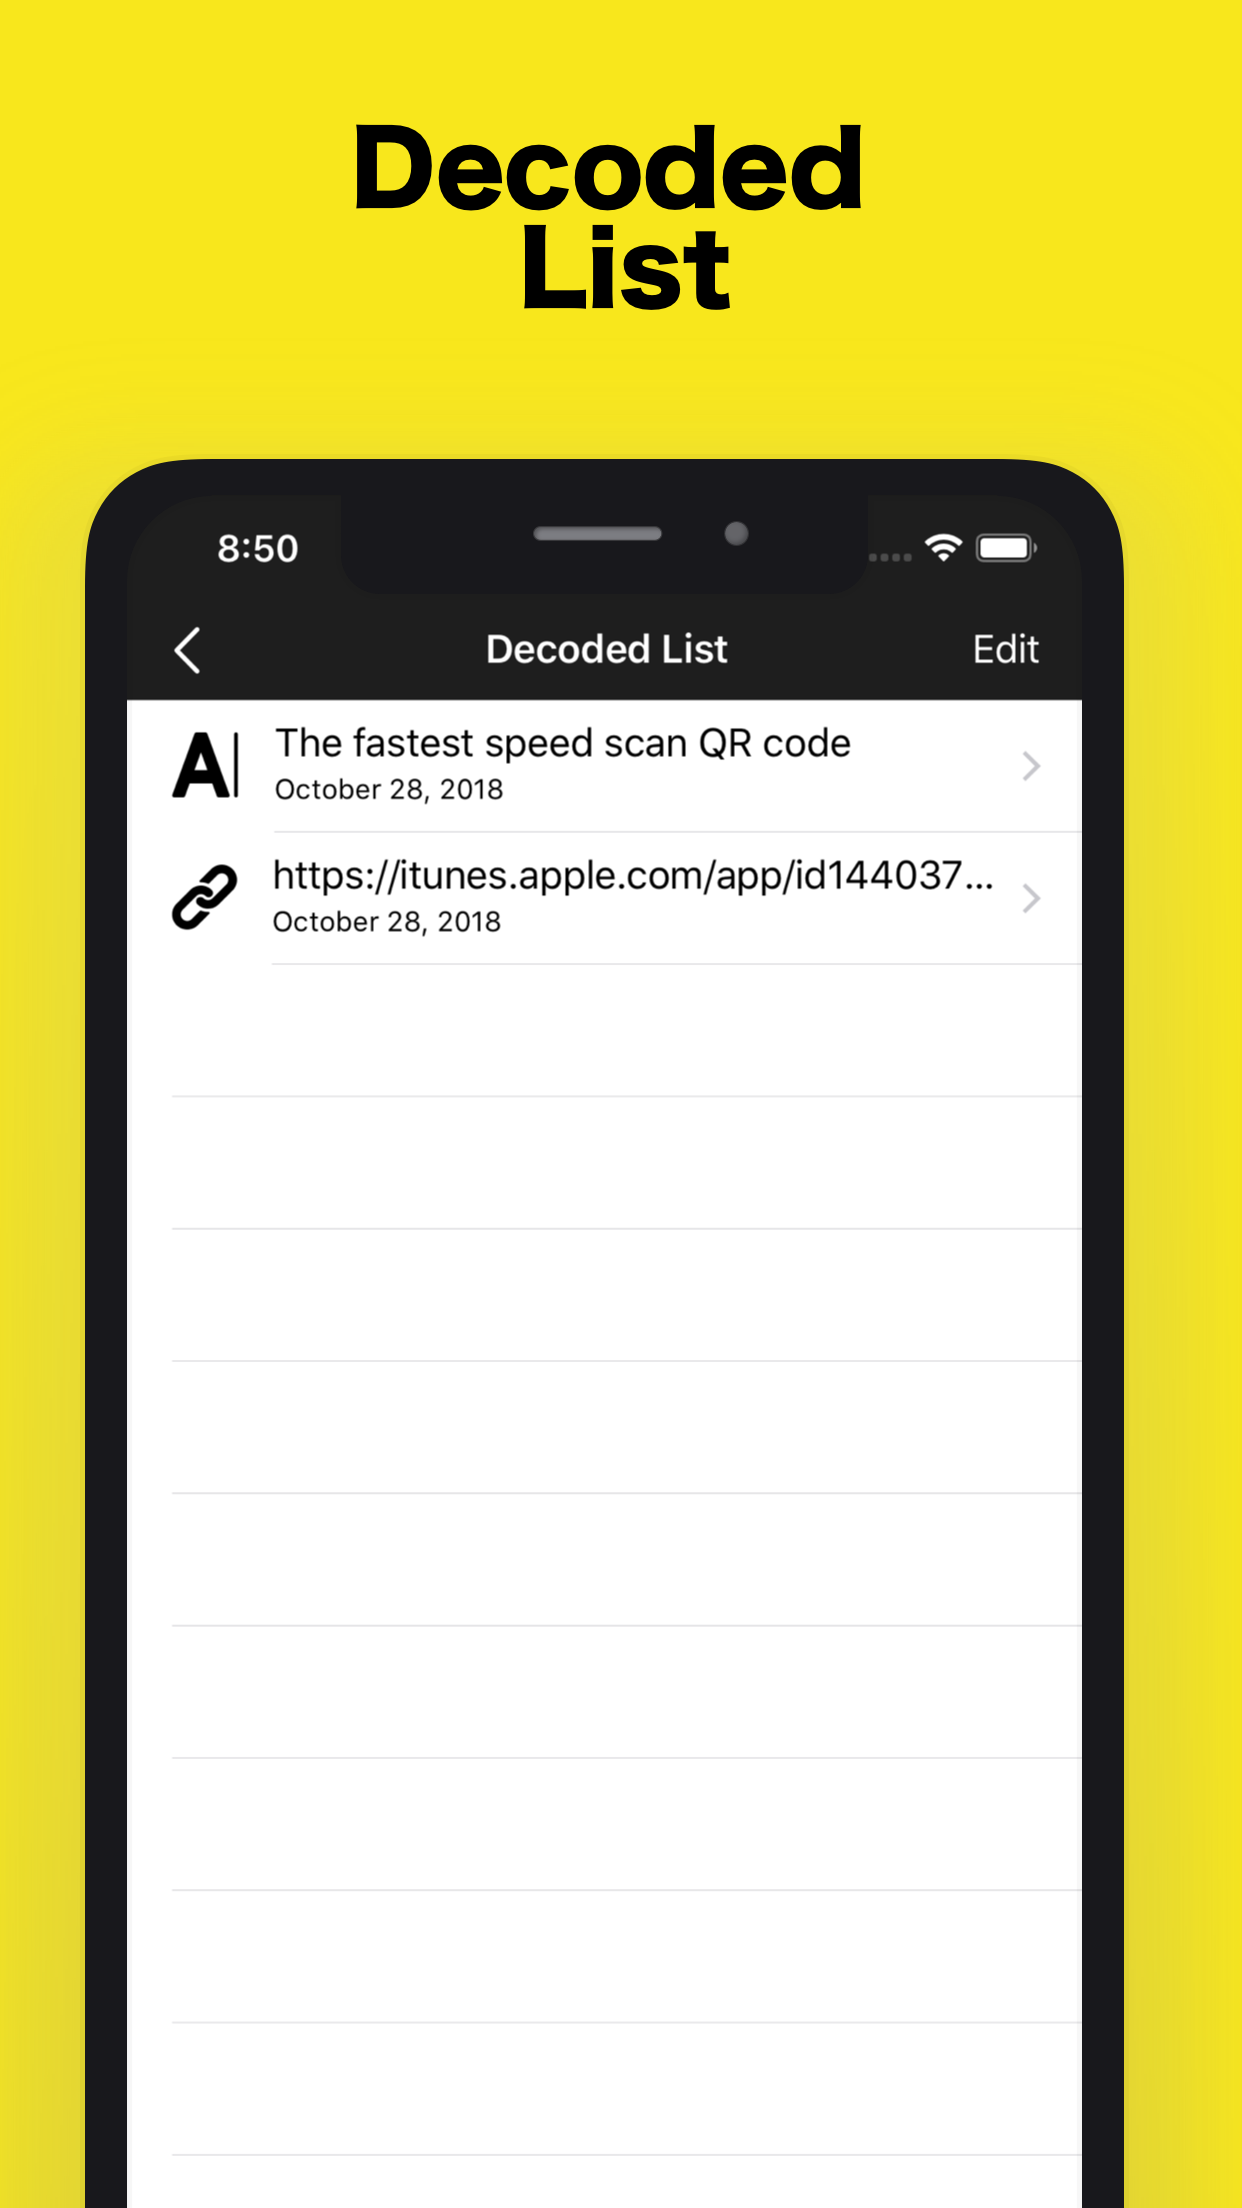 Decoded
List
8:50
Decoded List
Edit
The fastest speed scan QR code
October 28, 2018
https://itunes.apple.com/app/id144037...
October 28, 2018